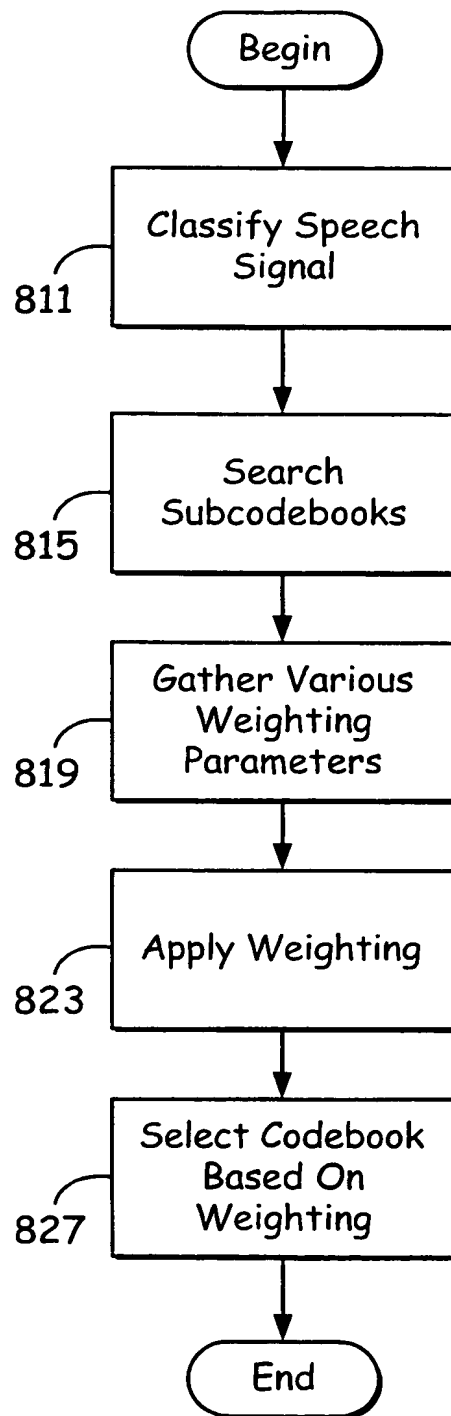 Begin
Classify Speech
Signal
811
Search
Subcodebooks
815
Gather Various
Weighting
Parameters
819
Apply Weighting
823
Select Codebook
Based On
Weighting
827
End